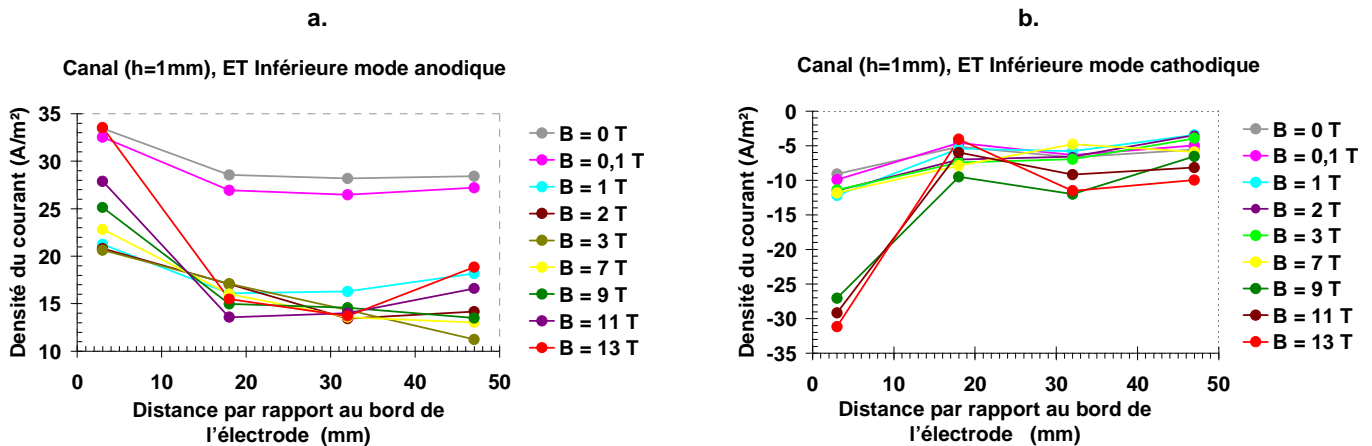 a.
Canal (h=1mm), ET Inférieure mode anodique
Densité du courant (A/m²)
35
30
25
20
15
10
0
10
20
30
40
50
Distance par rapport au bord de
l'électrode (mm)
B = 0 T
B = 0,1 T
B = 1 T
B = 2 T
B = 3 T
B = 7 T
B = 9 T
B = 11 T
B = 13 T
b.
Canal (h=1mm), ET Inférieure mode cathodique
Densité du courant (A/m²)
0
-5
-10
-15
-20
-25
-30
-35
0
10
20
30
40
50
Distance par rapport au bord de
l'électrode (mm)
B = 0 T
B = 0,1 T
B = 1 T
B = 2 T
B = 3 T
B = 7 T
B = 9 T
B = 11 T
B = 13 T